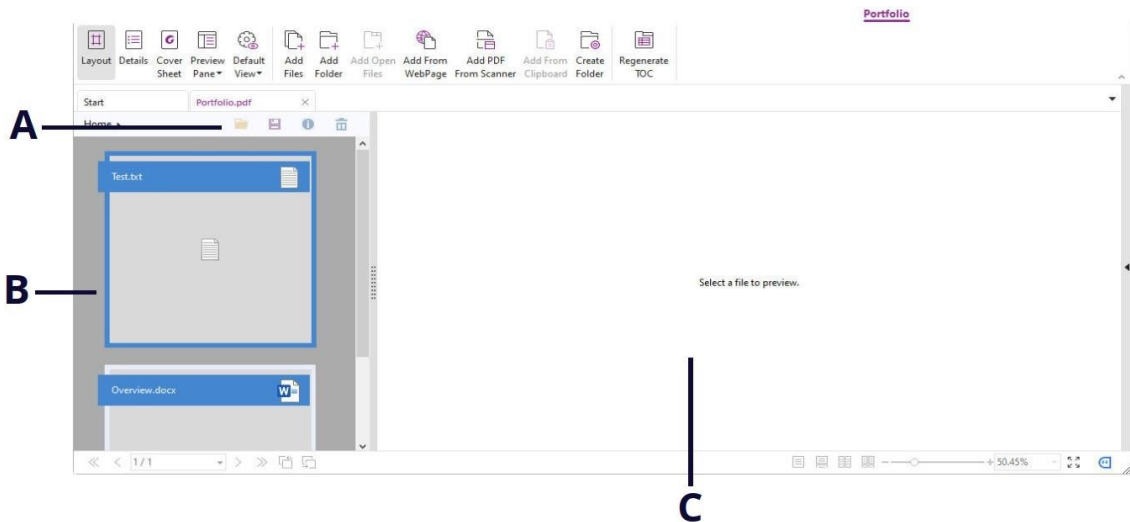 Portfolio
Layout Details Cover Sheet Preview Pane Default View Add Files Add Folder Add Open Files Add From WebPage Add PDF From Scanner Add From Clipboard Create Folder Regenerate TOC
Start Portfolio.pdf
A
Home
Test.txt
B
Select a file to preview.
Overview.docx
W
1 / 1 50.45%
C